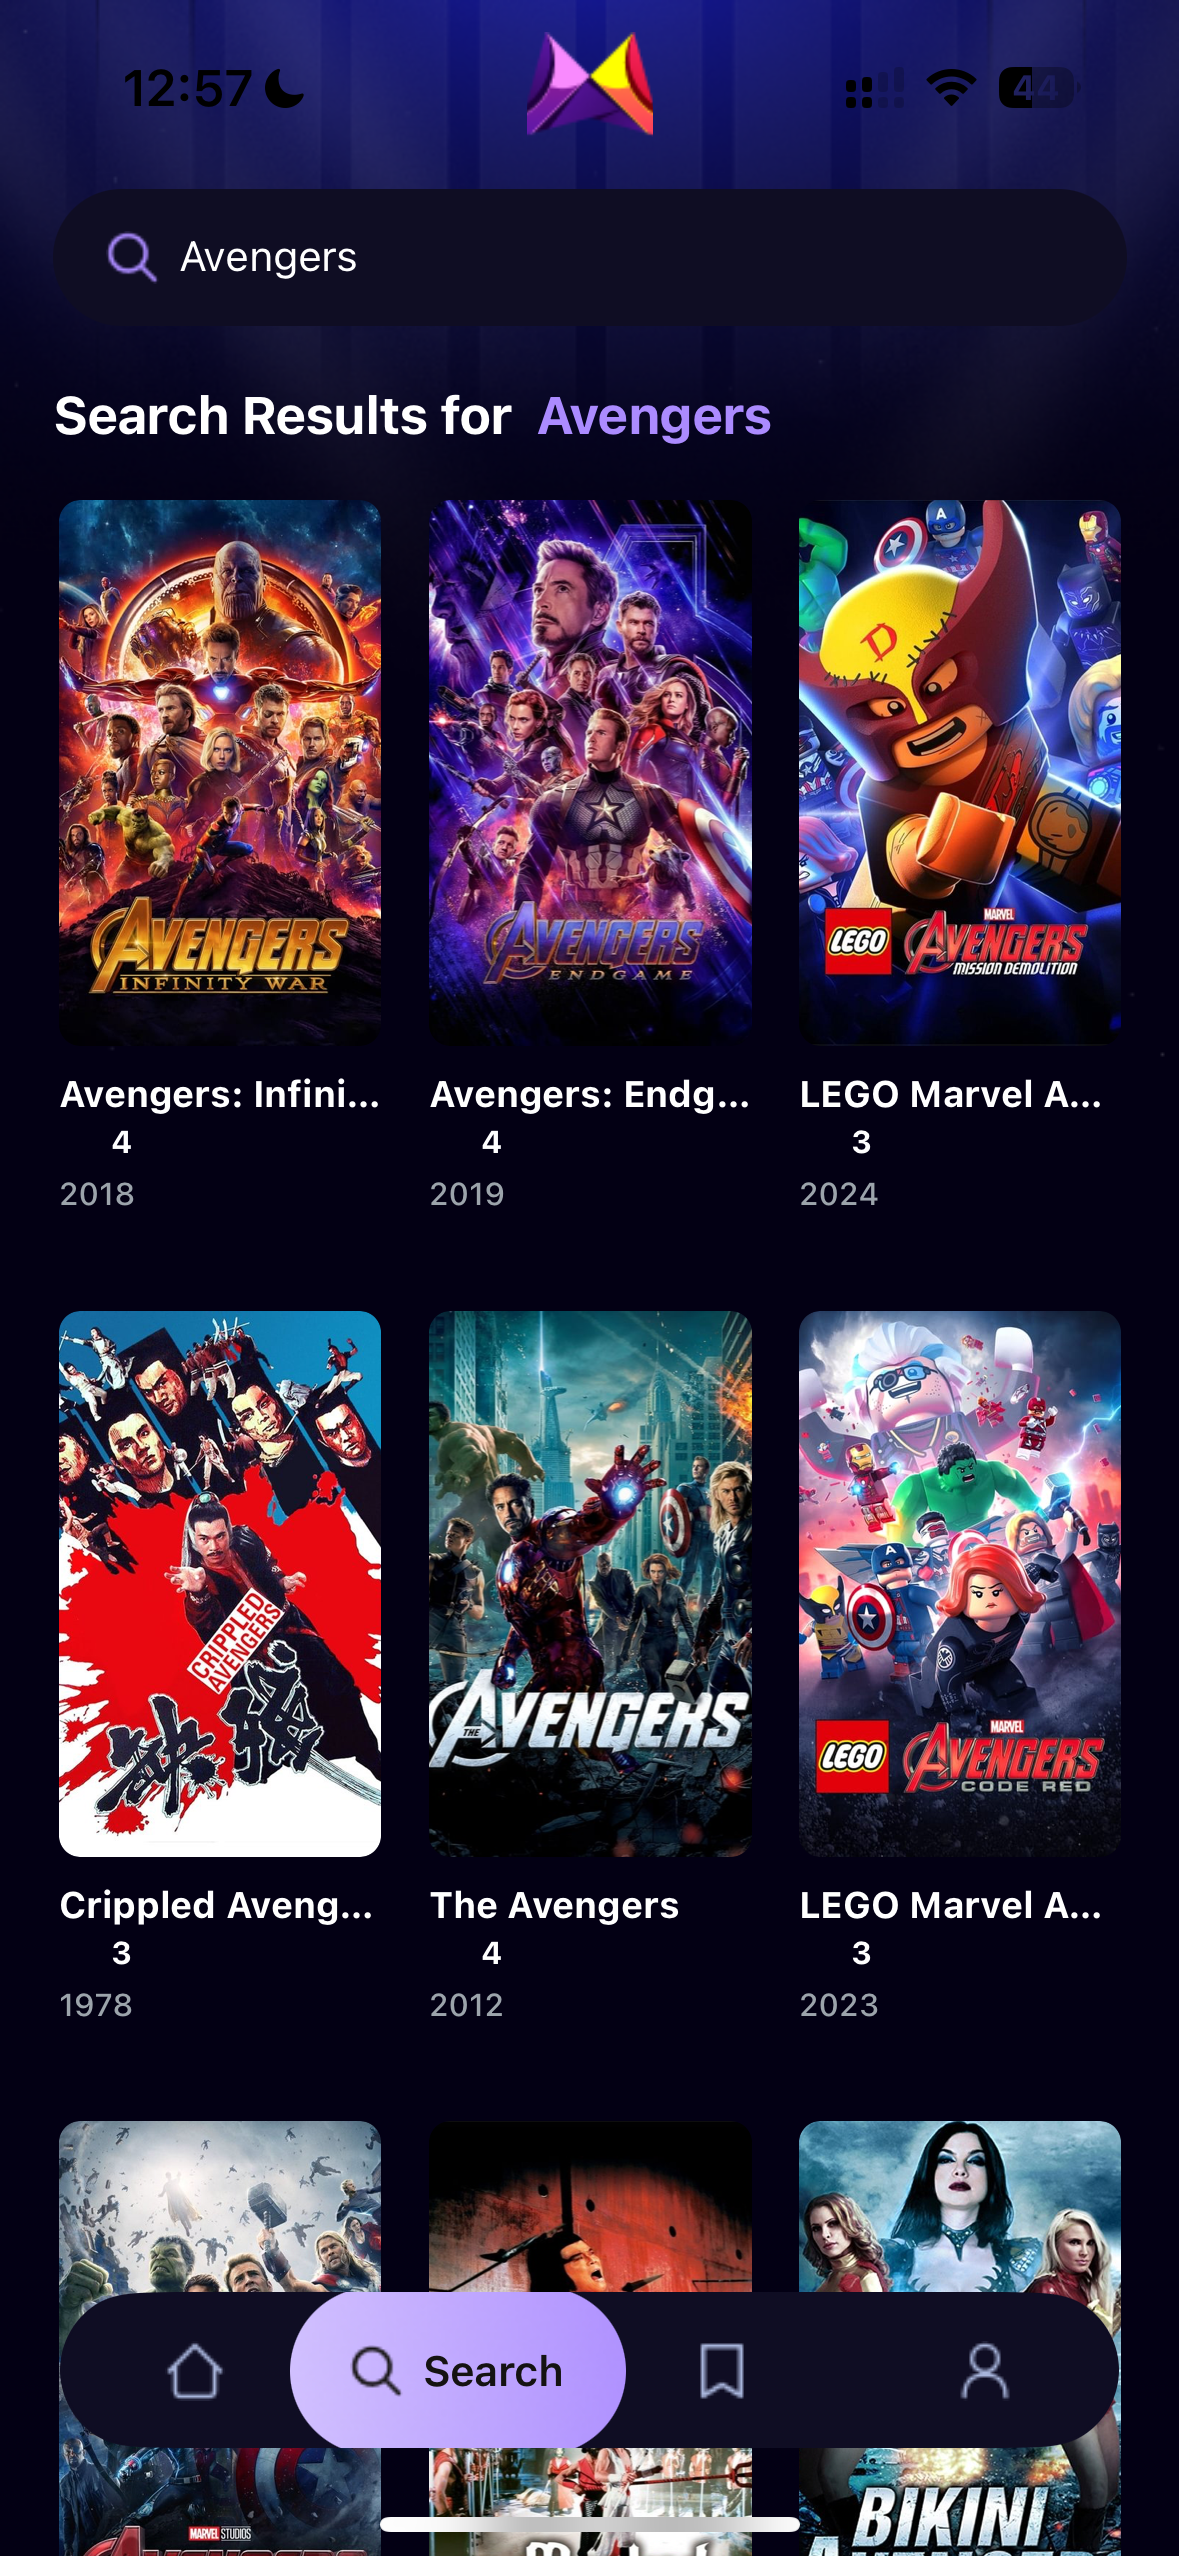 12:57
44
Avengers
Search Results for Avengers
AVENGERS
INFINITY WAR
AVENGERS
ENDGAME
A
D
LEGO
MARVEL
AVENGERS
MISSION DEMOLITION
Avengers: Infini...
Avengers: Endg...
LEGO Marvel A...
4
4
3
2018
2019
2024
CRIPPLED
AVENGERS
THE AVENGERS
A
LEGO
MARVEL
AVENGERS
CODE RED
Crippled Aveng...
The Avengers
LEGO Marvel A...
3
4
3
1978
2012
2023
Search
MARVEL STUDIOS
BIKINI